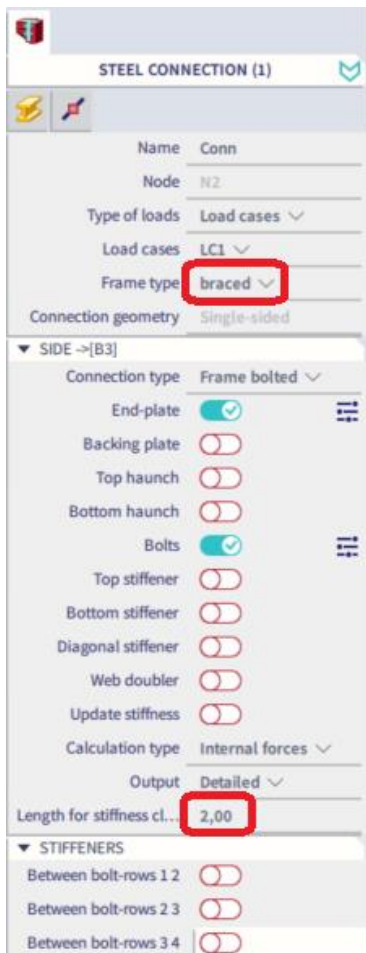 STEEL CONNECTION (1)
Name Conn
Node N2
Type of loads Load cases
Load cases LC1
Frame type braced
Connection geometry Single-sided
SIDE ->[B3]
Connection type Frame bolted
End-plate
Backing plate
Top haunch
Bottom haunch
Bolts
Top stiffener
Bottom stiffener
Diagonal stiffener
Web doubler
Update stiffness
Calculation type Internal forces
Output Detailed
Length for stiffness cl... 2,00
STIFFENERS
Between bolt-rows 1 2
Between bolt-rows 2 3
Between bolt-rows 3 4